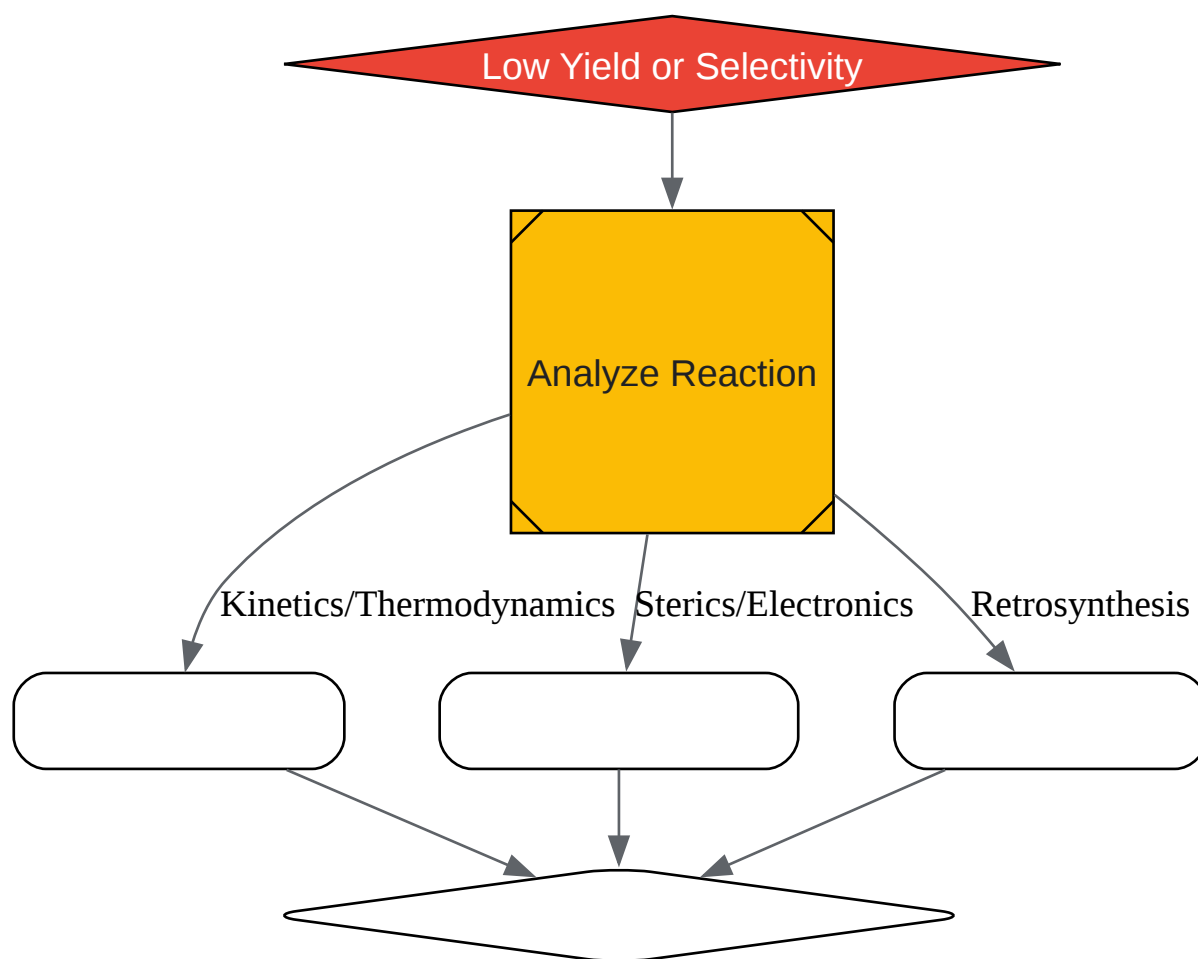 Low Yield or Selectivity
Analyze Reaction
Kinetics/Thermodynamics
Sterics/Electronics
Retrosynthesis